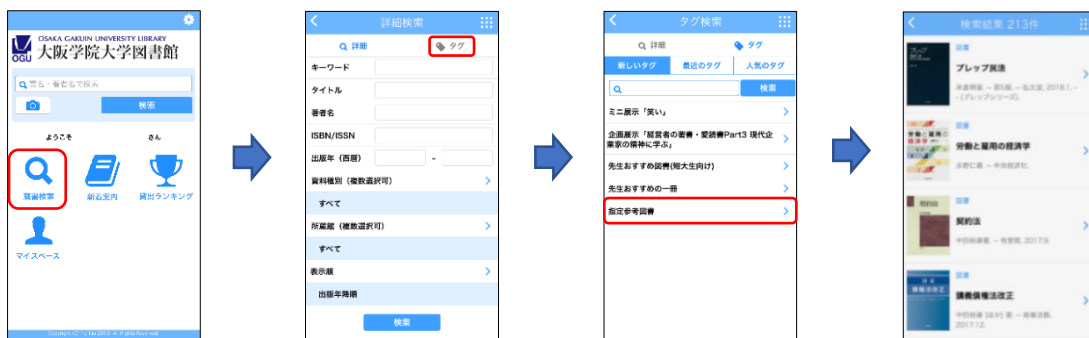 OSAKA GAKUIN UNIVERSITY LIBRARY
OGU 大阪学院大学図書館
書名・著者名で検索
検索
ようこそ さん
蔵書検索 新着案内 貸出ランキング
マイスペース
詳細検索
詳細 タグ
キーワード
タイトル
著者名
ISBN/ISSN
出版年（西暦） -
資料種別（複数選択可）
すべて
所蔵館（複数選択可）
すべて
表示順
出版年降順
検索
タグ検索
詳細 タグ
新しいタグ 最近のタグ 人気のタグ
検索
ミニ展示「笑い」
企画展示「経営者の著書・愛読書Part3 現代企
業家の精神に学ぶ」
先生おすすめ図書(短大生向け)
先生おすすめの一冊
指定参考図書
検索結果 213件
図書
プレップ民法
図書
労働と雇用の経済学
図書
契約法
図書
講義債権法改正
2017.12.